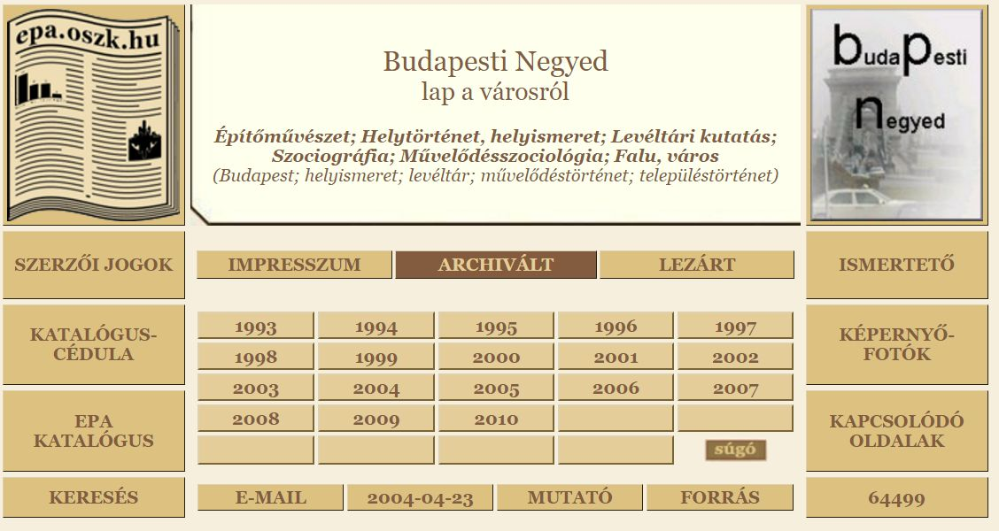 epa.oszk.hu
Budapesti Negyed
lap a városról
Építőművészet; Helytörténet, helyismeret; Levéltári kutatás;
Szociográfia; Művelődésszociológia; Falu, város
(Budapest; helyismeret; levéltár; művelődéstörténet; településtörténet)
budapesti
negyed
SZERZŐI JOGOK
KATALÓGUS-
CÉDULA
EPA
KATALÓGUS
KERESÉS
IMPRESSZUM ARCHIVÁLT LEZÁRT
1993 1994 1995 1996 1997
1998 1999 2000 2001 2002
2003 2004 2005 2006 2007
2008 2009 2010
súgó
E-MAIL 2004-04-23 MUTATÓ FORRÁS
ISMERTETŐ
KÉPERNYŐ-
FOTÓK
KAPCSOLÓDÓ
OLDALAK
64499